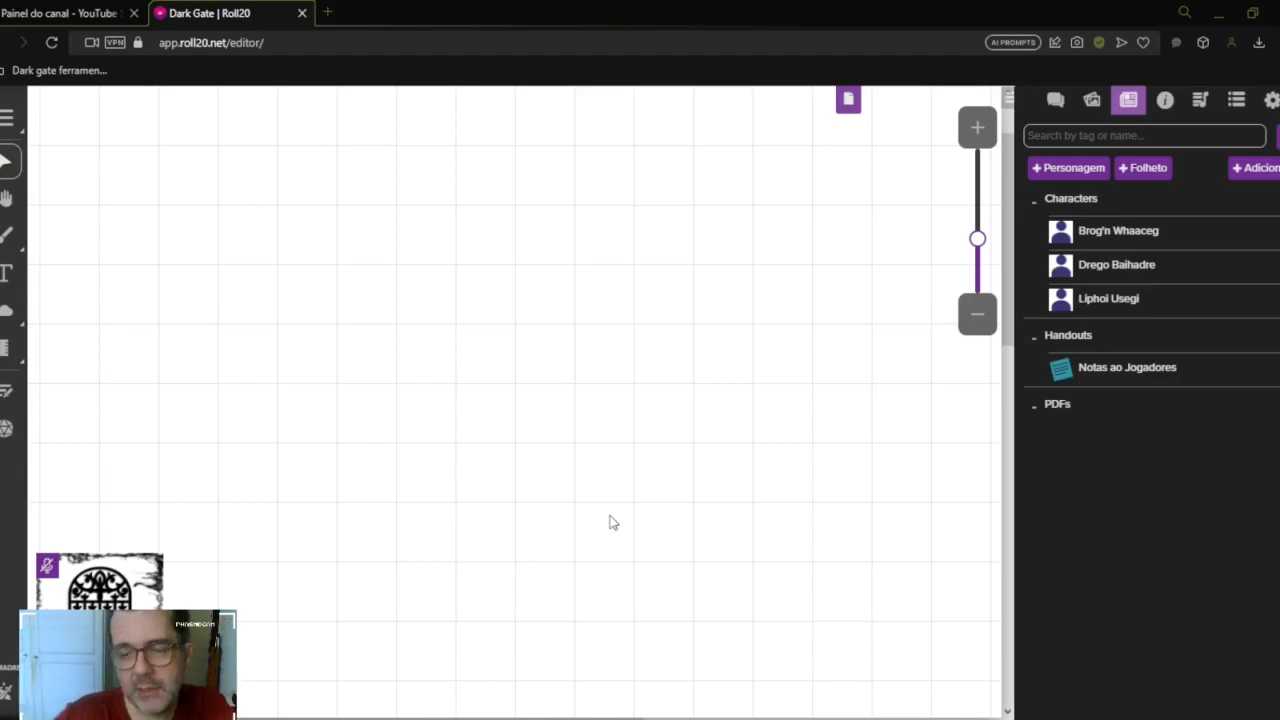 Painel do canal - YouTube
Dark Gate | Roll20
VPN
app.roll20.net/editor/
AI PROMPTS
Dark gate ferramen...
Search by tag or name...
+ Personagem
+ Folheto
+ Adicion
Characters
Brog'n Whaaceg
Drego Baihadre
Liphoi Usegi
Handouts
Notas ao Jogadores
PDFs